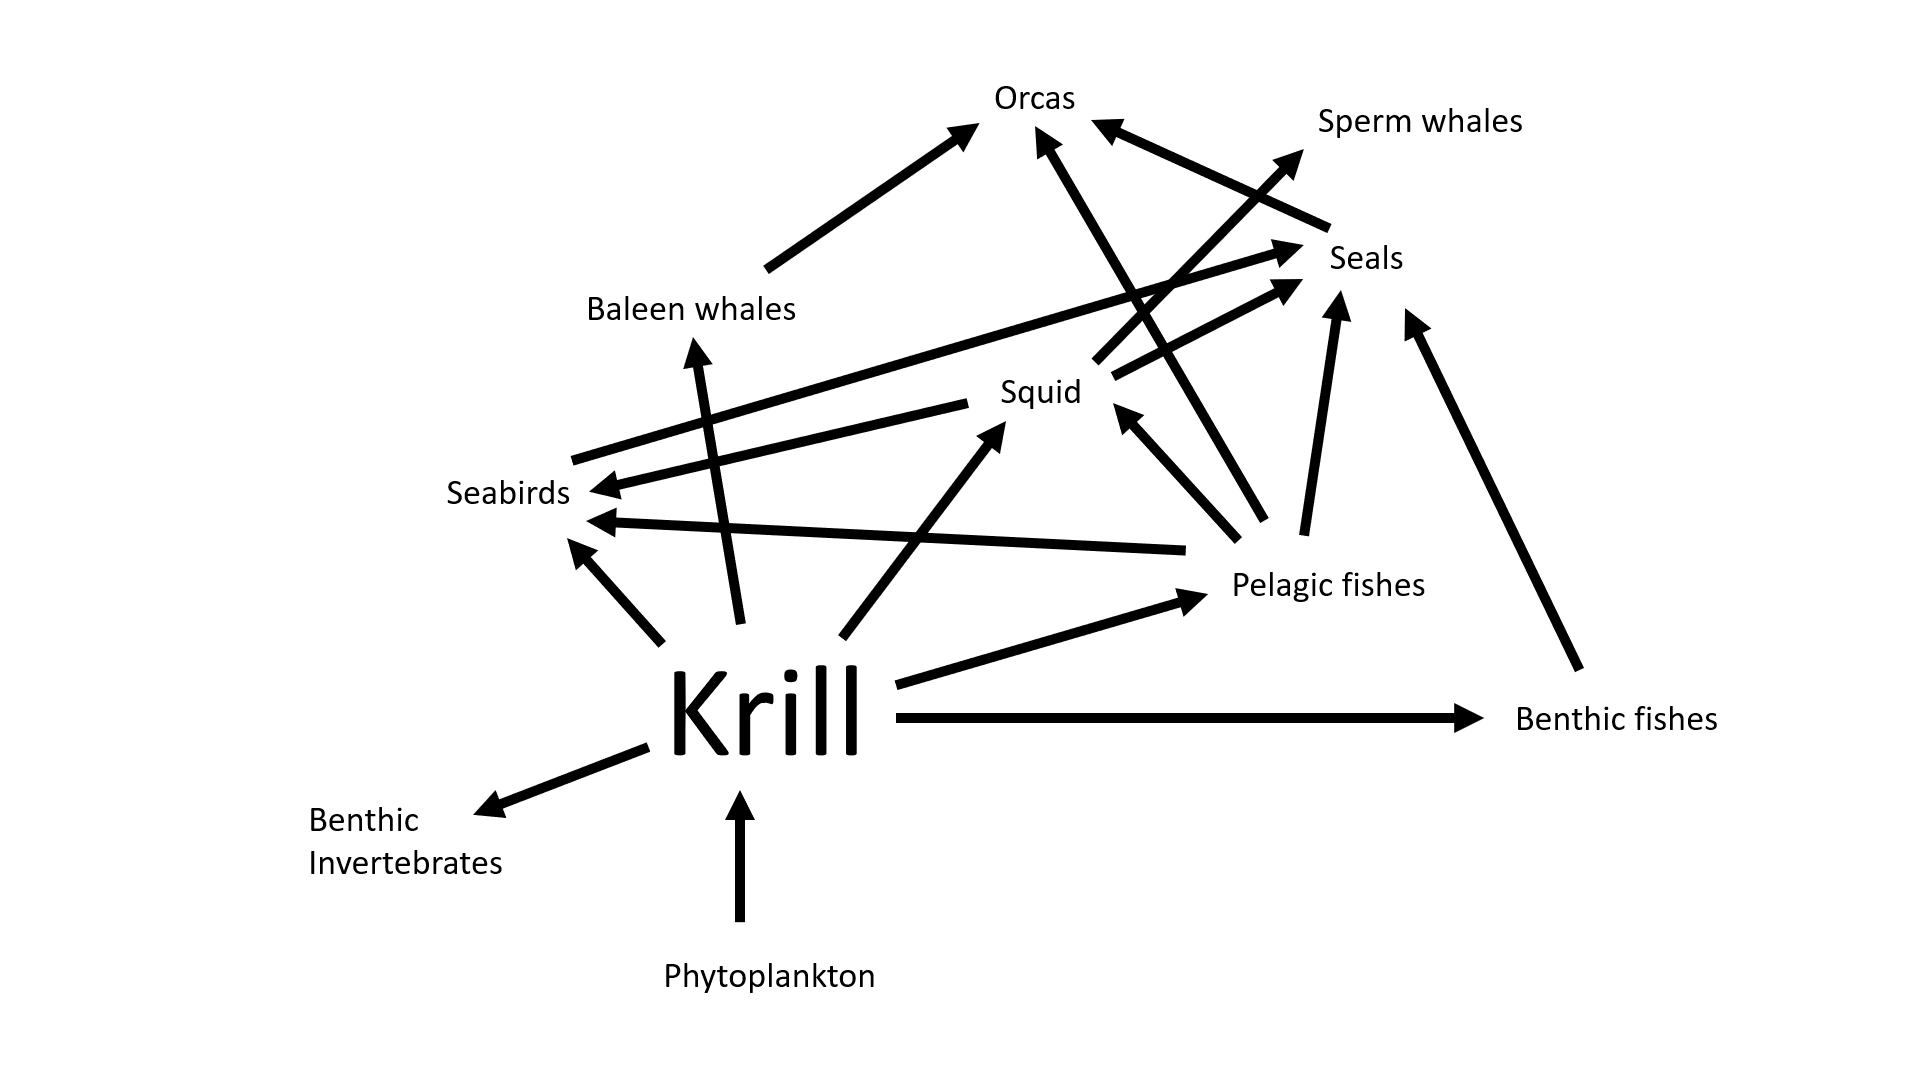 Orcas
Sperm whales
Seals
Baleen whales
Squid
Seabirds
Pelagic fishes
Krill
Benthic fishes
Benthic
Invertebrates
Phytoplankton